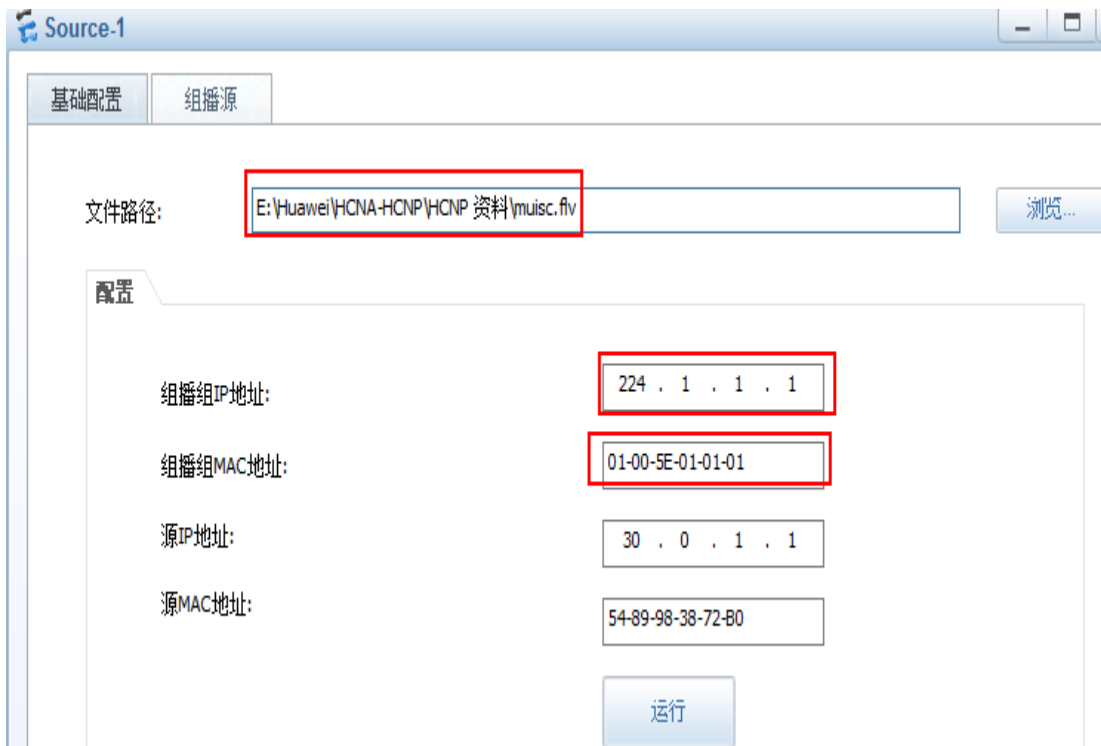 Source-1
基础配置 组播源
文件路径: E:\Huawei\HCNA-HCNP\HCNP 资料\muisc.flv 浏览...
配置
组播组IP地址: 224 . 1 . 1 . 1
组播组MAC地址: 01-00-5E-01-01-01
源IP地址: 30 . 0 . 1 . 1
源MAC地址: 54-89-98-38-72-B0
运行